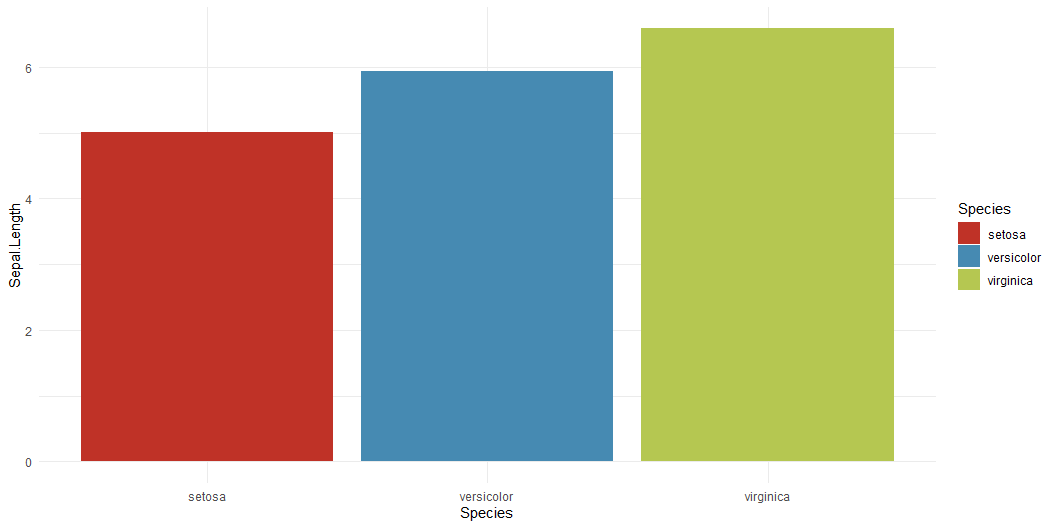 6
4
2
0
Sepal.Length
setosa
versicolor
virginica
Species
Species
setosa
versicolor
virginica